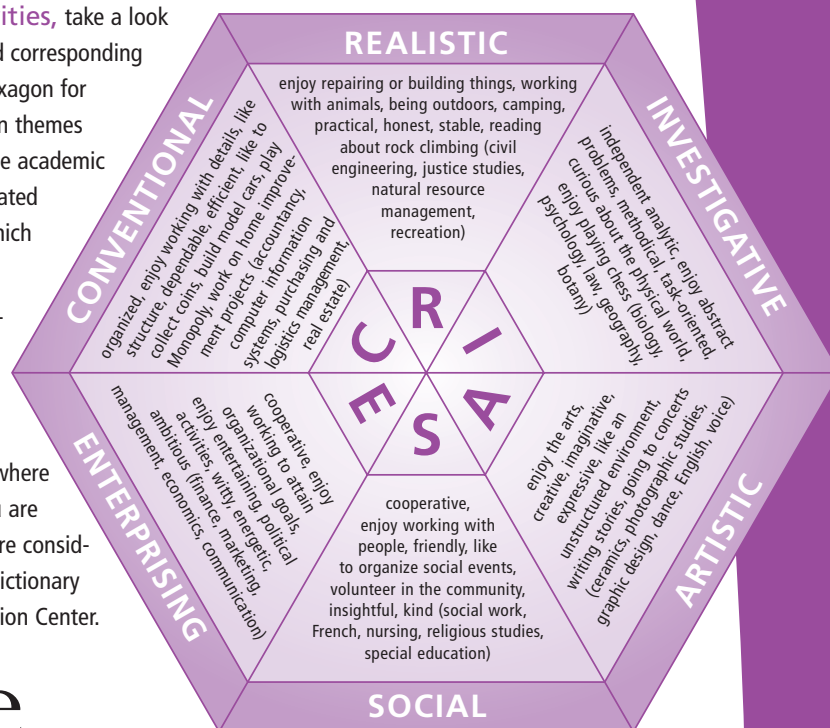 ities, take a look
d corresponding
xagon for
n themes
e academic
ated
nich
where
u are
re consid-
ictionary
ion Center.
e
REALISTIC
enjoy repairing or building things, working
with animals, being outdoors, camping,
practical, honest, stable, reading
about rock climbing (civil
engineering, justice studies,
natural resource
management,
recreation)
INVESTIGATIVE
independent analytic, enjoy abstract
problems, methodical, task-oriented,
curious about the physical world,
enjoy playing chess (biology,
psychology, law, geography,
botany)
ARTISTIC
enjoy the arts,
creative, imaginative,
expressive, like an
unstructured environment,
writing stories, going to concerts
(ceramics, photographic studies,
graphic design, dance, English, voice)
SOCIAL
cooperative,
enjoy working with
people, friendly, like
to organize social events,
volunteer in the community,
insightful, kind (social work,
French, nursing, religious studies,
special education)
ENTERPRISING
cooperative, enjoy
working to attain
organizational goals,
enjoy entertaining, political
activities, witty, energetic,
ambitious (finance, marketing,
management, economics, communication)
CONVENTIONAL
organized, enjoy working with details, like
structure, dependable, efficient, like to
collect coins, build model cars, play
Monopoly, work on home improve-
ment projects (accountancy,
computer information
systems, purchasing and
logistics management,
real estate)
R
I
A
S
E
C